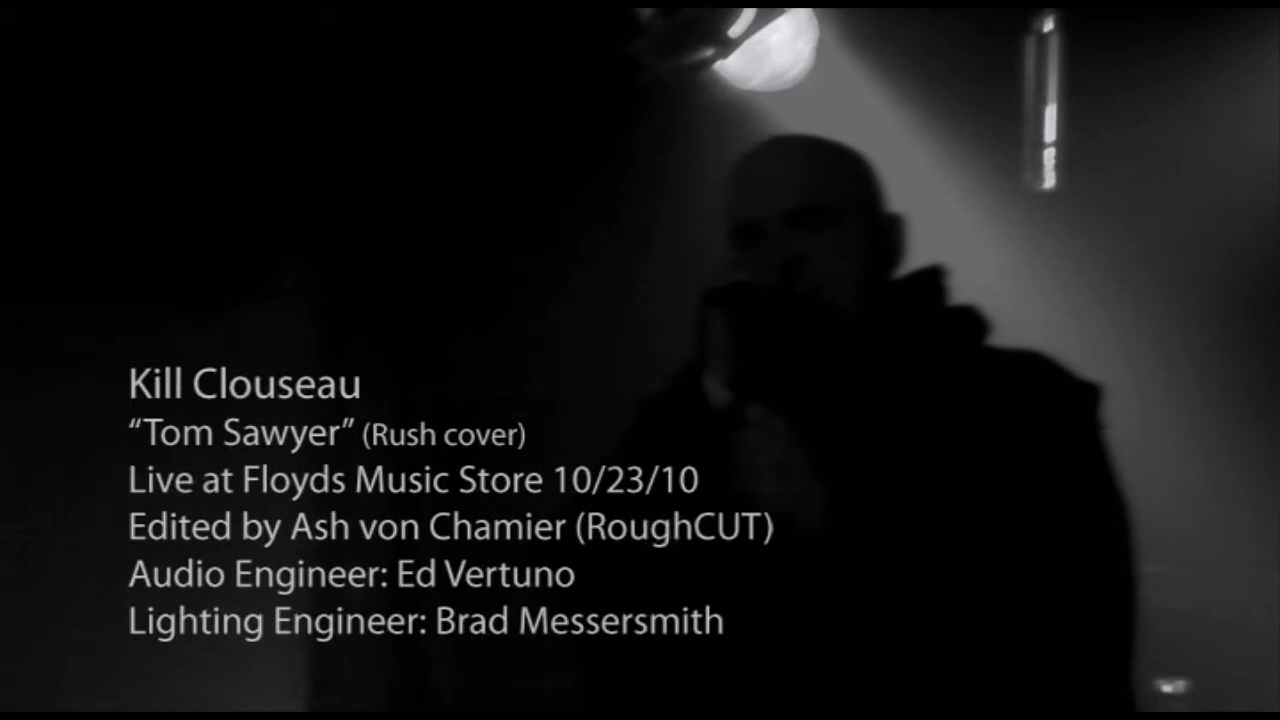 Kill Clouseau
“Tom Sawyer” (Rush cover)
Live at Floyds Music Store 10/23/10
Edited by Ash von Chamier (RoughCUT)
Audio Engineer: Ed Vertuno
Lighting Engineer: Brad Messersmith